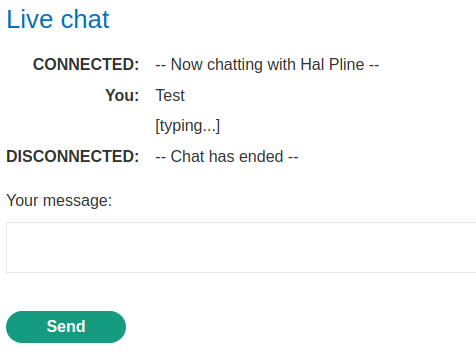 Live chat
CONNECTED: -- Now chatting with Hal Pline --
You: Test
[typing...]
DISCONNECTED: -- Chat has ended --
Your message:
Send